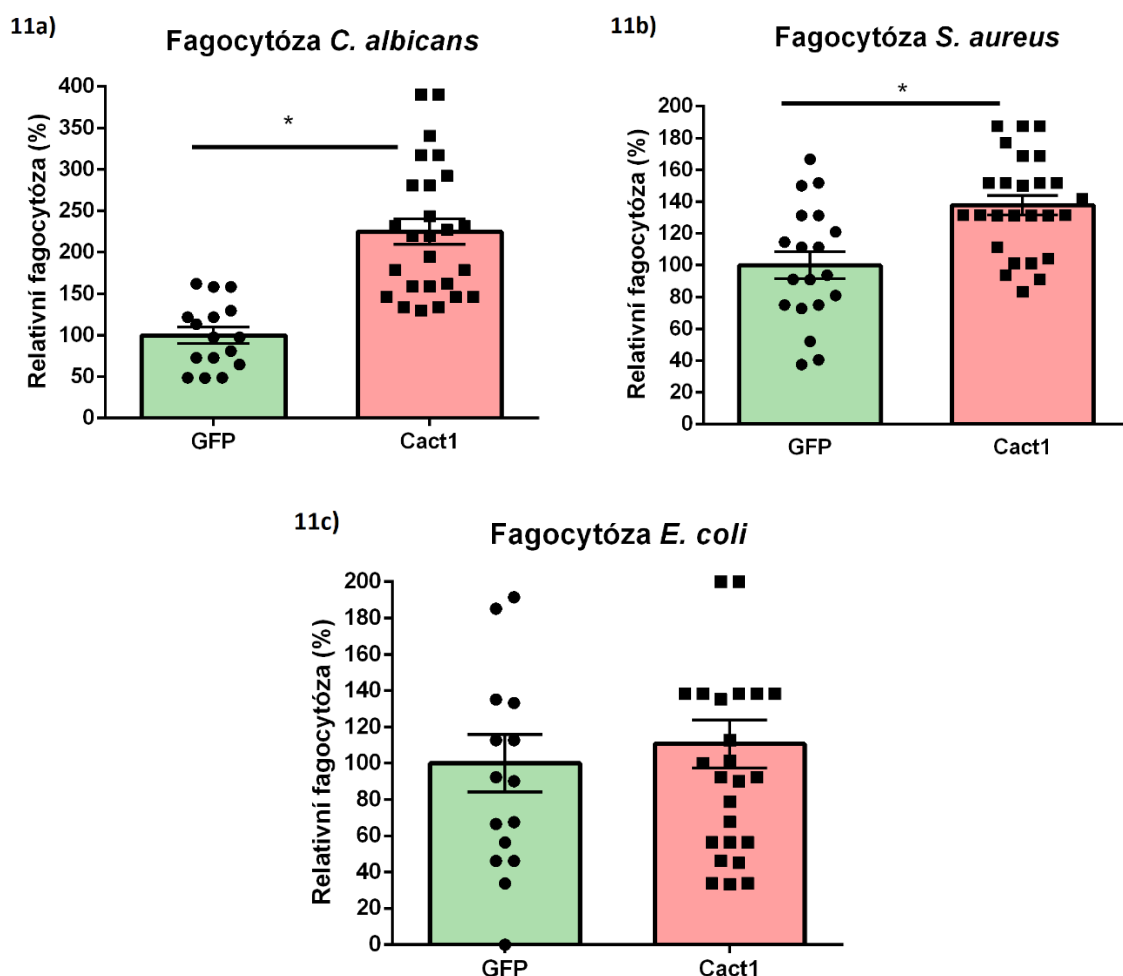 11a)
Fagocytóza C. albicans
Relativní fagocytóza (%)
400
350
300
250
200
150
100
50
0
*
GFP
Cact1
11b)
Fagocytóza S. aureus
Relativní fagocytóza (%)
200
180
160
140
120
100
80
60
40
20
0
*
GFP
Cact1
11c)
Fagocytóza E. coli
Relativní fagocytóza (%)
200
180
160
140
120
100
80
60
40
20
0
GFP
Cact1